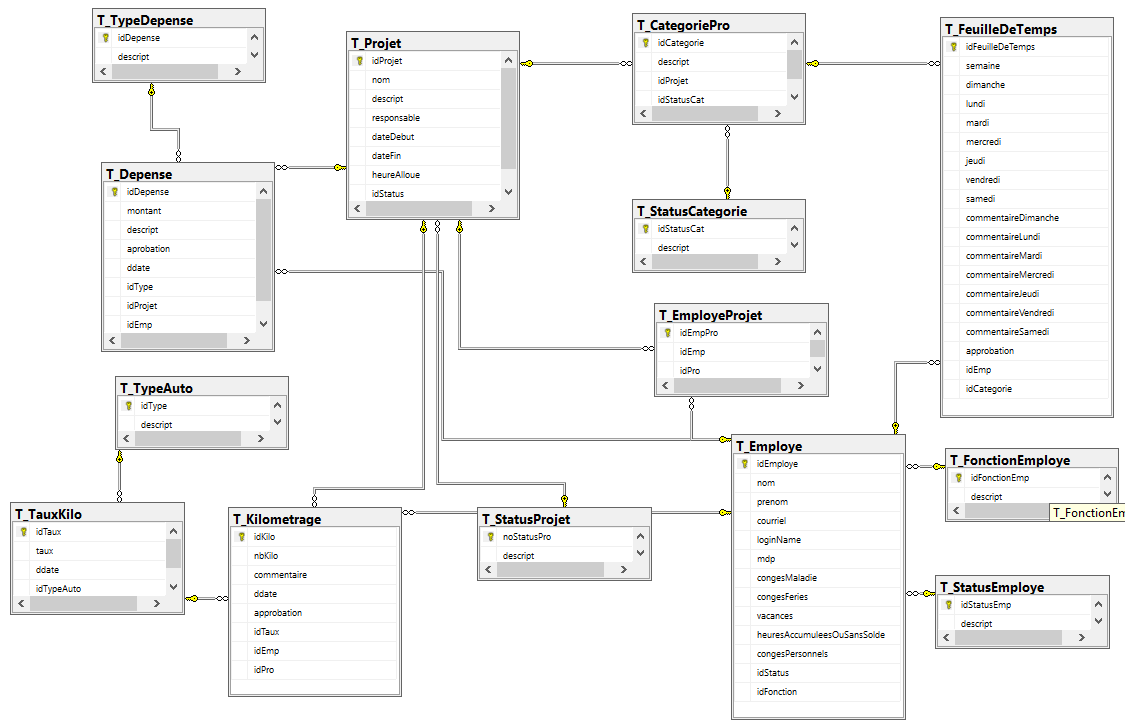 T_TypeDepense
idDepense
descript
T_Projet
idProjet
nom
descript
responsable
dateDebut
dateFin
heureAlloue
idStatus
T_CategoriePro
idCategorie
descript
idProjet
idStatusCat
T_FeuilleDeTemps
idFeuilleDeTemps
semaine
dimanche
lundi
mardi
mercredi
jeudi
vendredi
samedi
commentaireDimanche
commentaireLundi
commentaireMardi
commentaireMercredi
commentaireJeudi
commentaireVendredi
commentaireSamedi
approbation
idEmp
idCategorie
T_Depense
idDepense
montant
descript
aprobation
ddate
idType
idProjet
idEmp
T_StatusCategorie
idStatusCat
descript
T_EmployeProjet
idEmpPro
idEmp
idPro
T_TypeAuto
idType
descript
T_Employe
idEmploye
nom
prenom
courriel
loginName
mdp
congesMaladie
congesFeries
vacances
heuresAccumuleesOuSansSolde
congesPersonnels
idStatus
idFonction
T_FonctionEmploye
idFonctionEmp
descript
T_FonctionEm
T_TauxKilo
idTaux
taux
ddate
idTypeAuto
T_Kilometrage
idKilo
nbKilo
commentaire
ddate
approbation
idTaux
idEmp
idPro
T_StatusProjet
noStatusPro
descript
T_StatusEmploye
idStatusEmp
descript